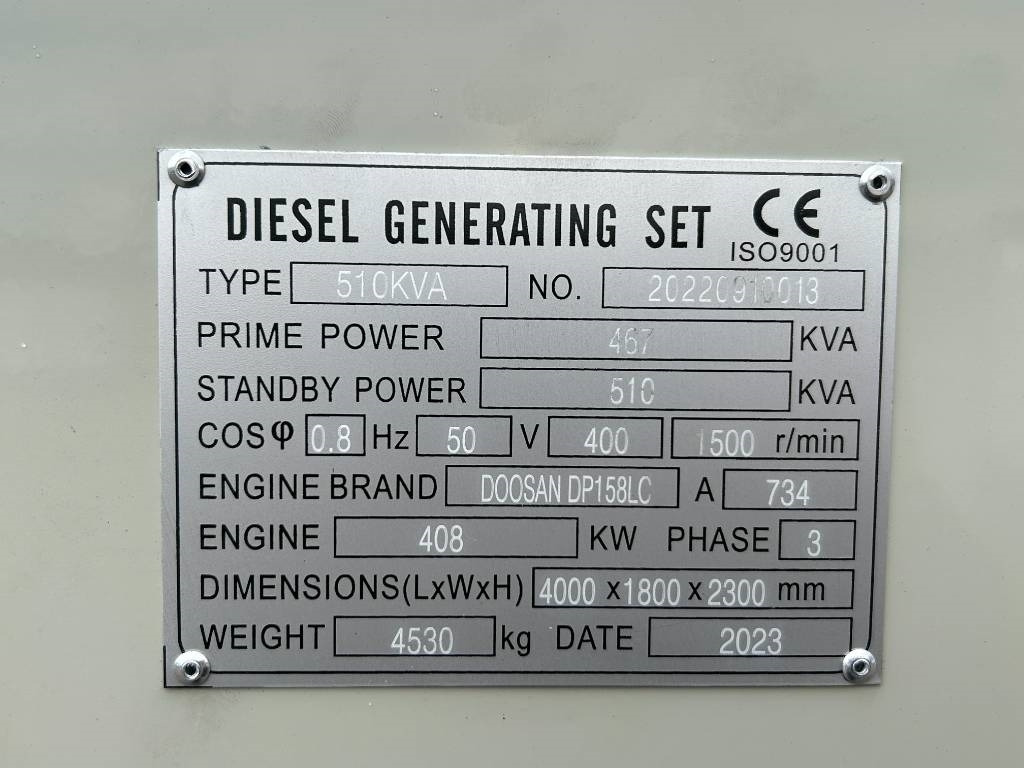 DIESEL GENERATING SET CE
ISO9001
TYPE 510KVA NO. 20220910013
PRIME POWER 467 KVA
STANDBY POWER 510 KVA
COSφ 0.8 Hz 50 V 400 1500 r/min
ENGINE BRAND DOOSAN DP158LC A 734
ENGINE 408 KW PHASE 3
DIMENSIONS(LxWxH) 4000 x1800 x 2300 mm
WEIGHT 4530 kg DATE 2023